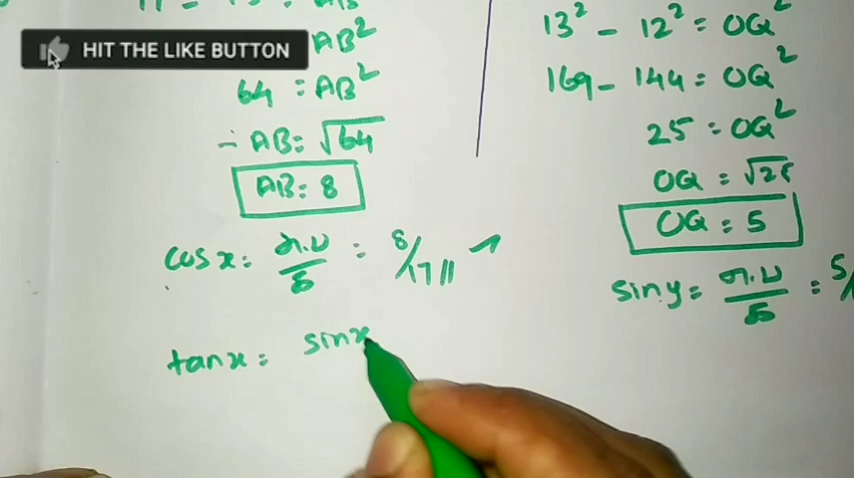 HIT THE LIKE BUTTON
AB²
64 = AB²
∴ AB = √64
AB = 8
cos x = = 8/17 //
tan x = sin x
13² - 12² = OQ²
169 - 144 = OQ²
25 = OQ²
OQ = √25
OQ = 5
sin y = = 5/